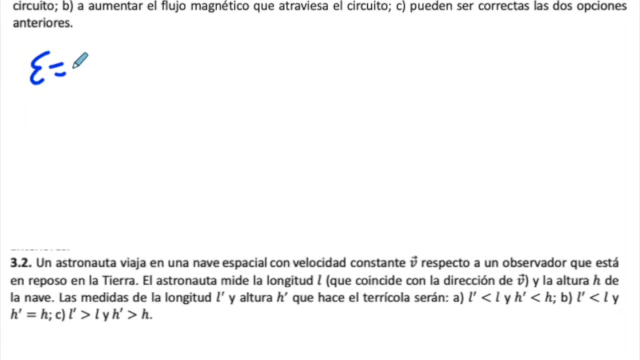 circuito; b) a aumentar el flujo magnético que atraviesa el circuito; c) pueden ser correctas las dos opciones
anteriores.
ε=
3.2. Un astronauta viaja en una nave espacial con velocidad constante v⃗ respecto a un observador que está
en reposo en la Tierra. El astronauta mide la longitud l (que coincide con la dirección de v⃗) y la altura h de
la nave. Las medidas de la longitud l′ y altura h′ que hace el terrícola serán: a) l′ < l y h′ < h; b) l′ < l y
h′ = h; c) l′ > l y h′ > h.